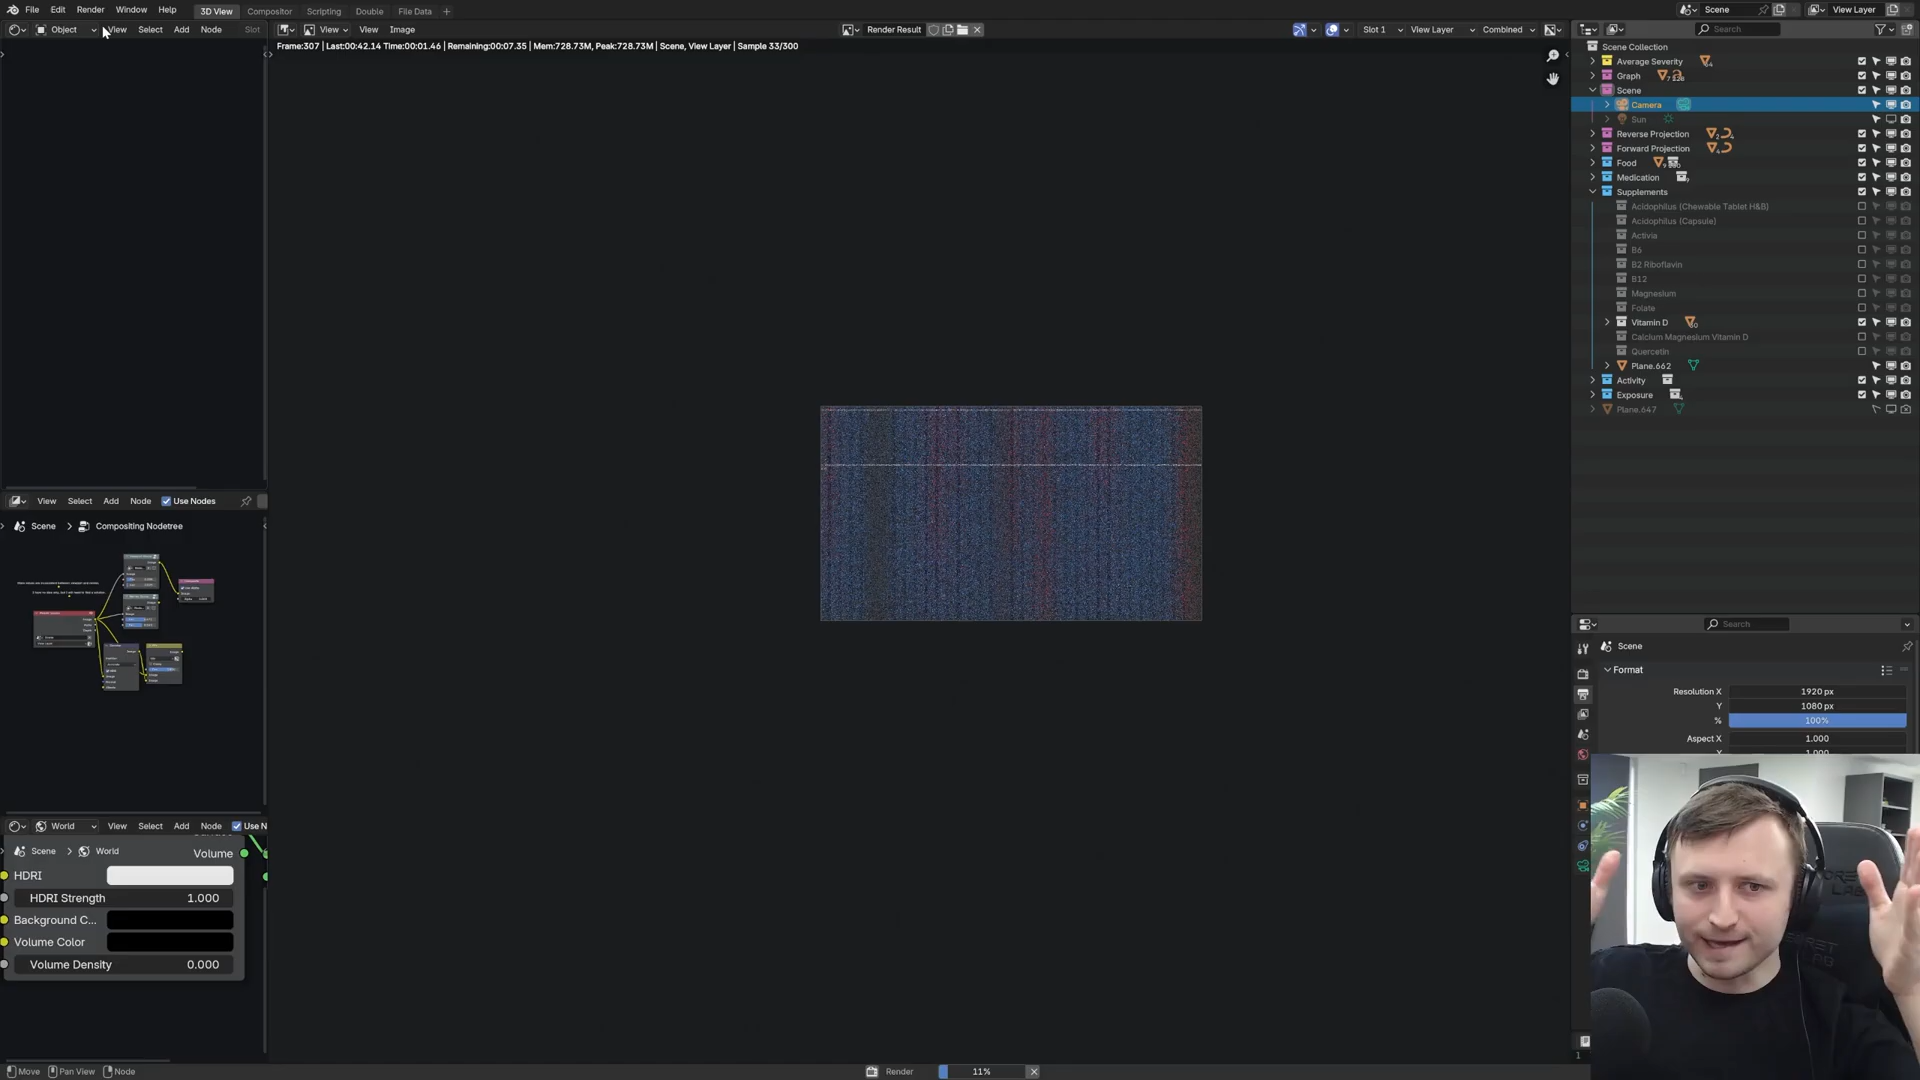 File Edit Render Window Help 3D View Compositor Scripting Double File Data +
Scene View Layer
Object View Select Add Node Slot
View View Image Render Result Slot 1 View Layer Combined
Search
Frame:307 | Last:00:42.14 Time:00:01.46 | Remaining:00:07.35 | Mem:728.73M, Peak:728.73M | Scene, View Layer | Sample 33/300
Scene Collection
Average Severity
Graph
Scene
Camera
Sun
Reverse Projection
Forward Projection
Food
Medication
Supplements
Acidophilus (Chewable Tablet H&B)
Acidophilus (Capsule)
Activia
B6
B2 Riboflavin
B12
Magnesium
Folate
Vitamin D
Calcium Magnesium Vitamin D
Quercetin
Plane.662
Activity
Exposure
Plane.647
View Select Add Node Use Nodes
Scene > Compositing Nodetree
Search
Scene
Format
Resolution X 1920 px
Y 1080 px
% 100%
Aspect X 1.000
World View Select Add Node Use N
Scene > World
Volume
HDRI
HDRI Strength 1.000
Background C...
Volume Color
Volume Density 0.000
Move Pan View Node
Render 11%